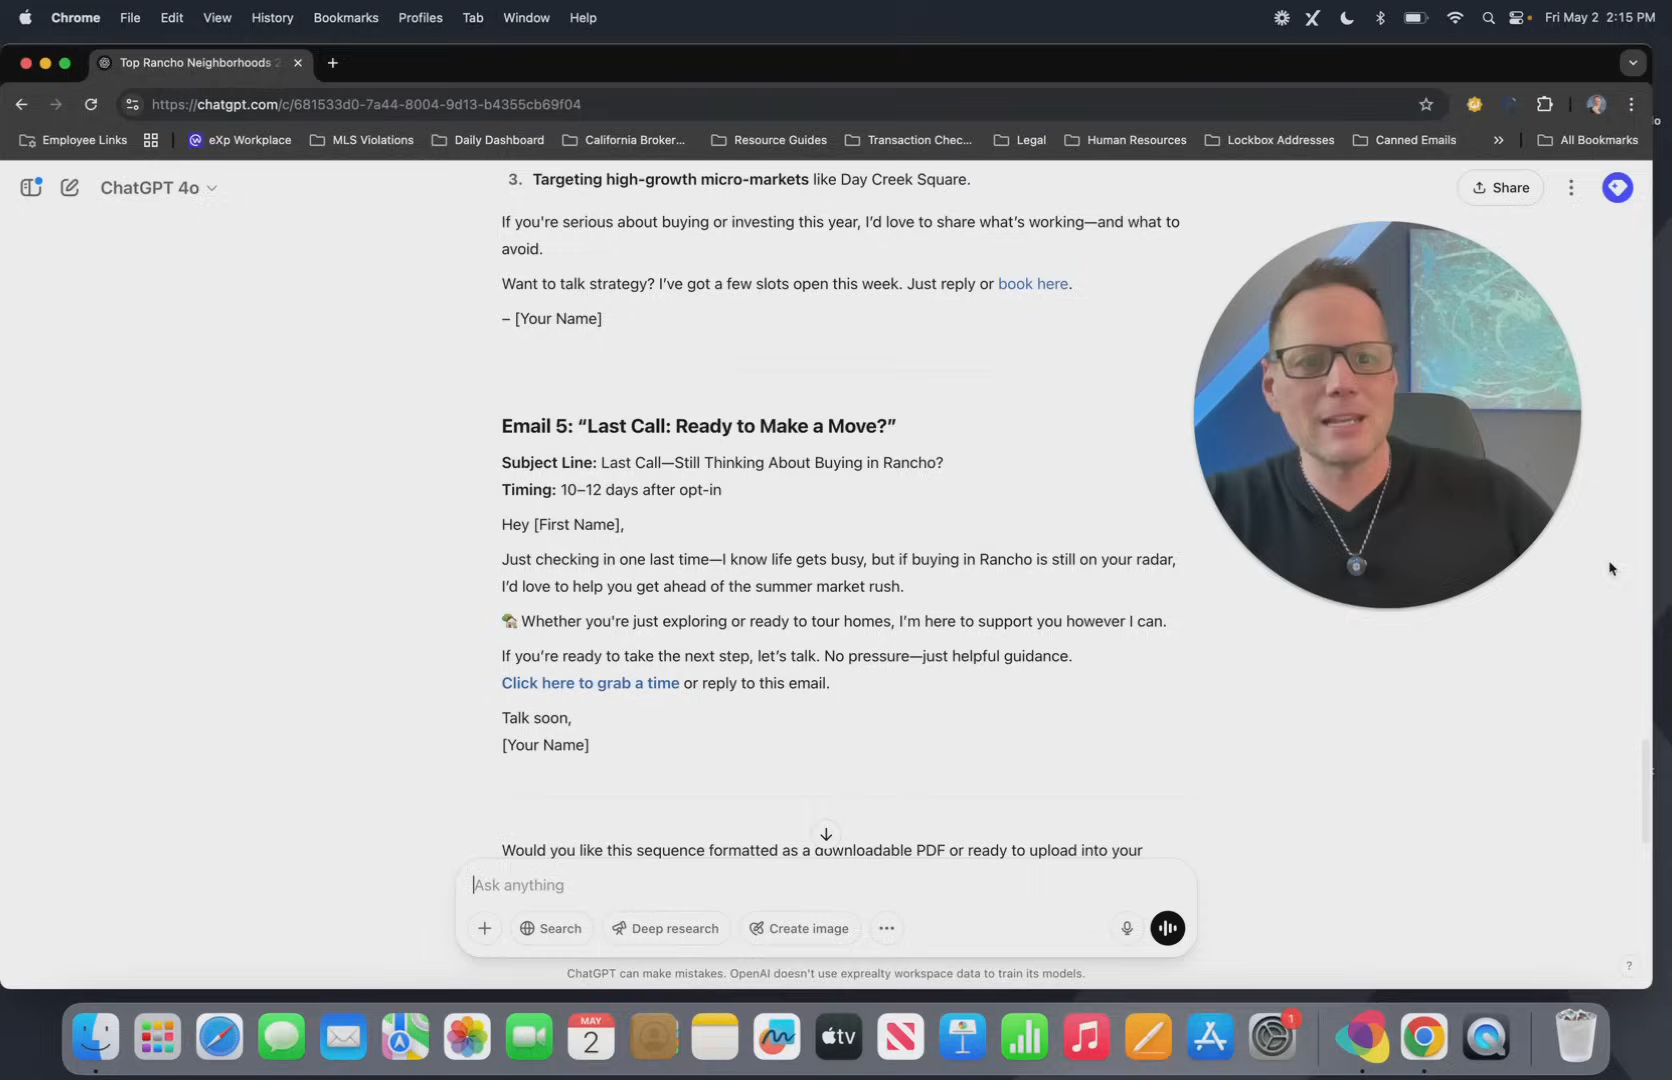 Chrome File Edit View History Bookmarks Profiles Tab Window Help Fri May 2 2:15 PM
Top Rancho Neighborhoods 2
https://chatgpt.com/c/681533d0-7a44-8004-9d13-b4355cb69f04
Employee Links eXp Workplace MLS Violations Daily Dashboard California Broker... Resource Guides Transaction Chec... Legal Human Resources Lockbox Addresses Canned Emails » All Bookmarks
ChatGPT 4o Share
3. Targeting high-growth micro-markets like Day Creek Square.
If you're serious about buying or investing this year, I'd love to share what's working—and what to
avoid.
Want to talk strategy? I've got a few slots open this week. Just reply or book here.
– [Your Name]
Email 5: “Last Call: Ready to Make a Move?”
Subject Line: Last Call—Still Thinking About Buying in Rancho?
Timing: 10–12 days after opt-in
Hey [First Name],
Just checking in one last time—I know life gets busy, but if buying in Rancho is still on your radar,
I'd love to help you get ahead of the summer market rush.
Whether you're just exploring or ready to tour homes, I'm here to support you however I can.
If you're ready to take the next step, let's talk. No pressure—just helpful guidance.
Click here to grab a time or reply to this email.
Talk soon,
[Your Name]
Would you like this sequence formatted as a downloadable PDF or ready to upload into your
Ask anything
Search Deep research Create image
ChatGPT can make mistakes. OpenAI doesn't use exprealty workspace data to train its models.
?
MAY
2
tv
1